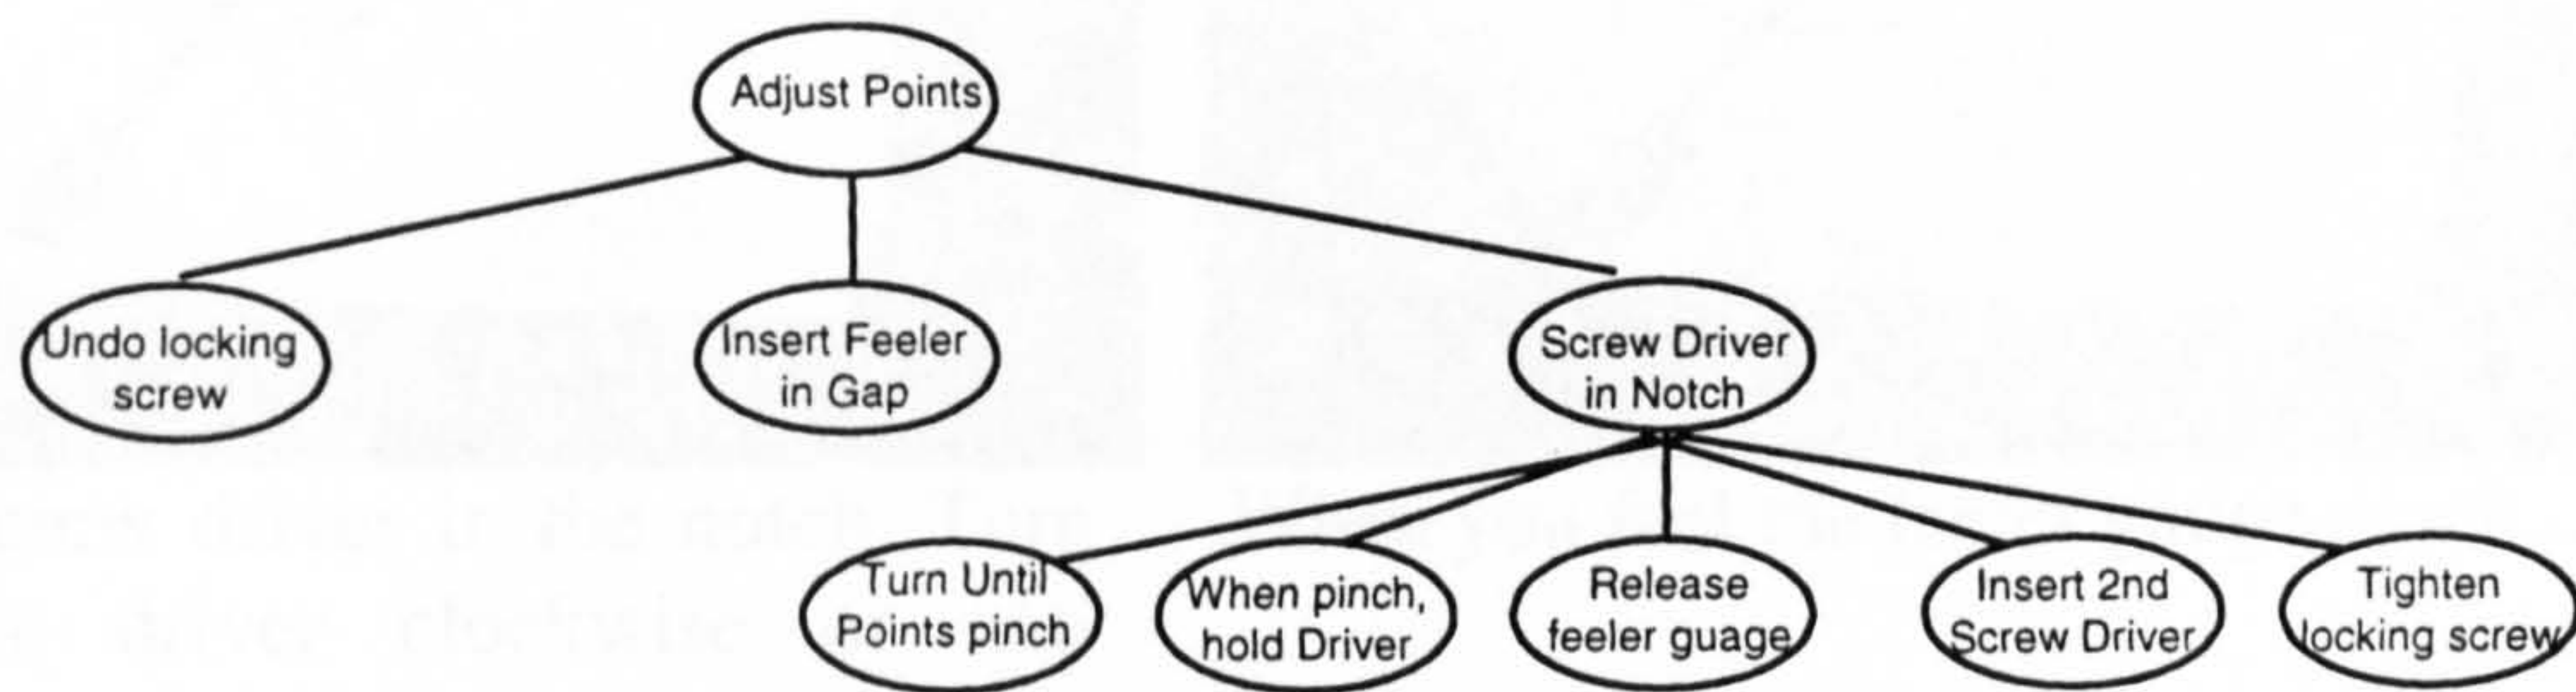 Adjust Points
Undo locking
screw
Insert Feeler
in Gap
Screw Driver
in Notch
Turn Until
Points pinch
When pinch,
hold Driver
Release
feeler guage
Insert 2nd
Screw Driver
Tighten
locking screw